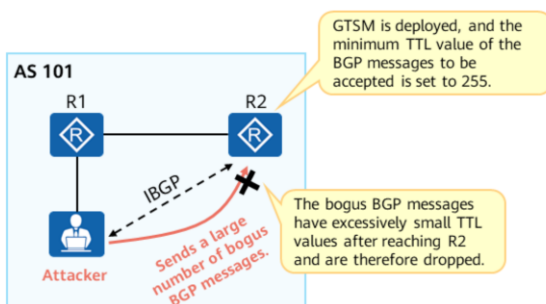 GTSM is deployed, and the
minimum TTL value of the
BGP messages to be
accepted is set to 255.
AS 101
R1
R2
R
R
IBGP
The bogus BGP messages
have excessively small TTL
values after reaching R2
and are therefore dropped.
Attacker
Sends a large
number of bogus
BGP messages.